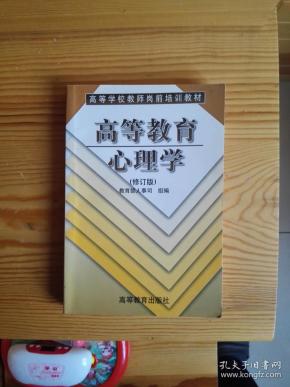 高等学校教师岗前培训教材
高等教育
心理学
(修订版)
教育部人事司 组编
高等教育出版社
孔夫子旧书网